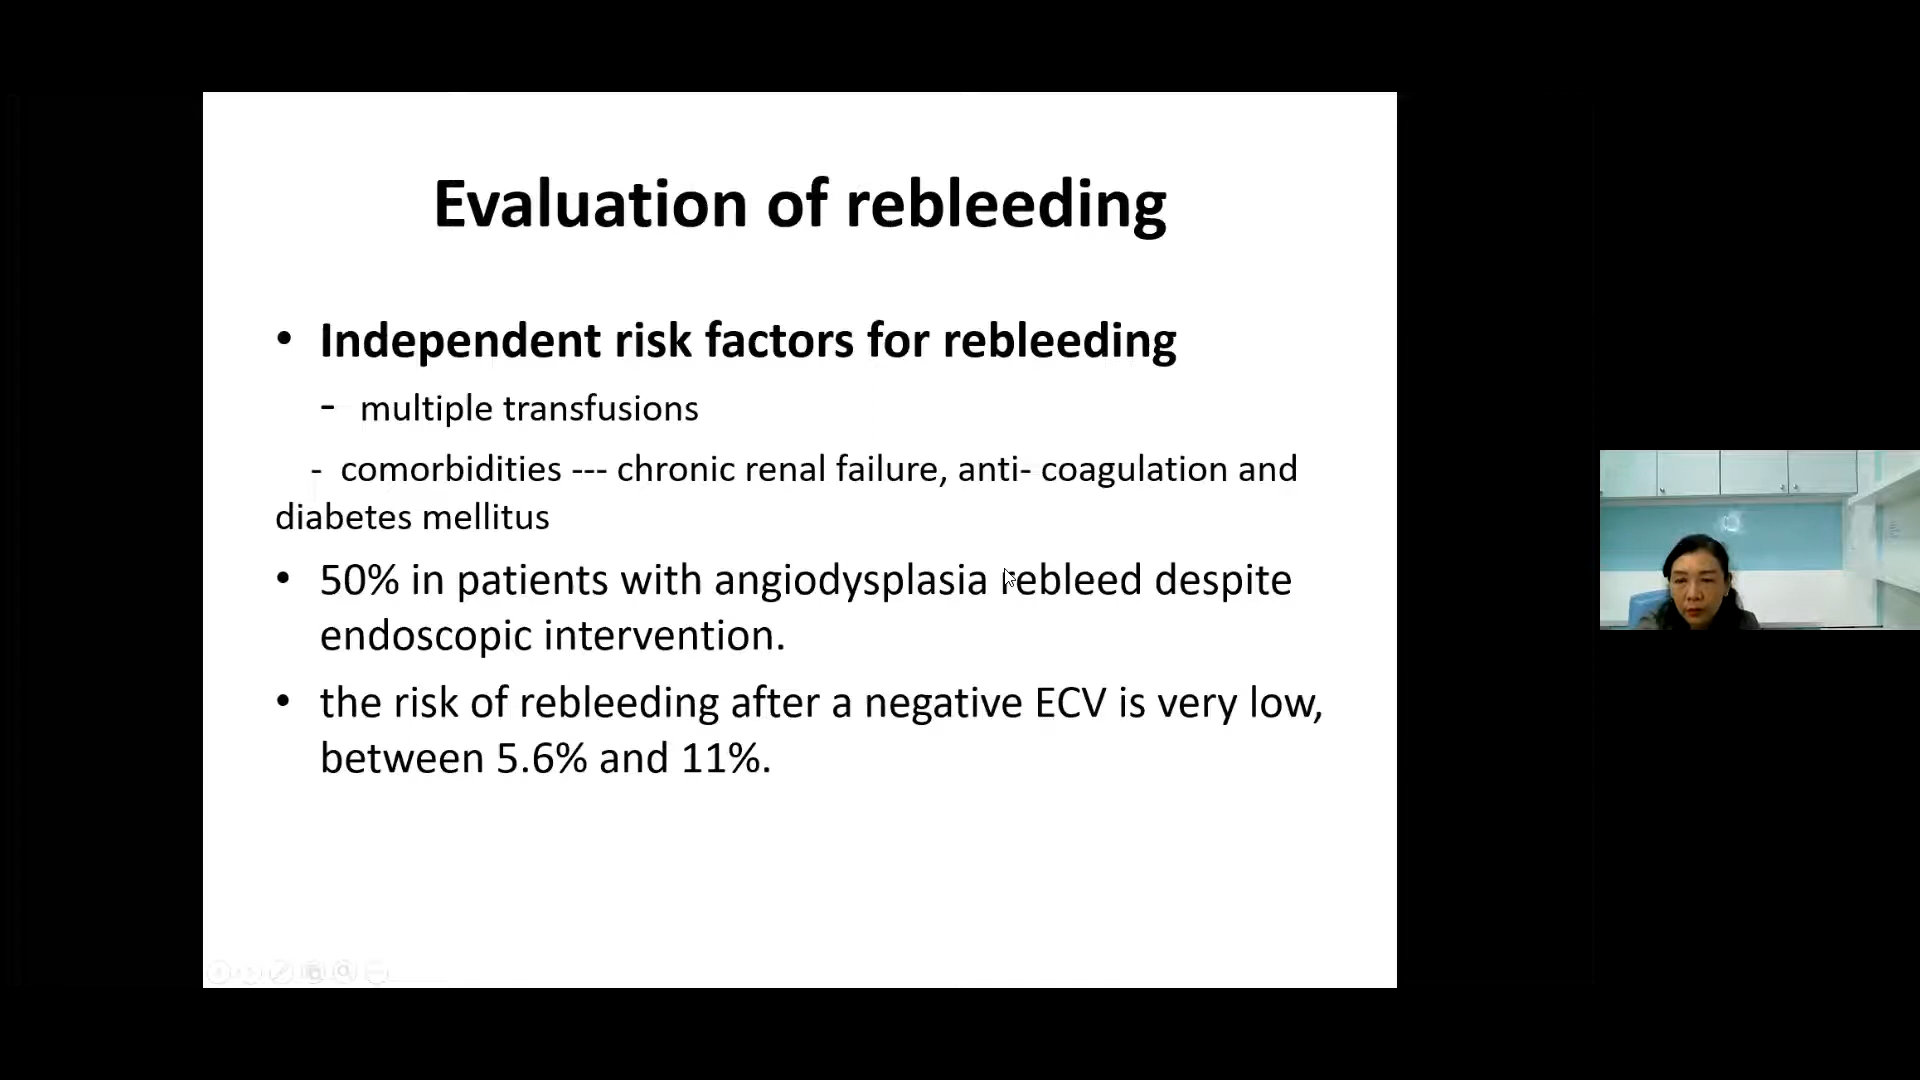 Evaluation of rebleeding
• Independent risk factors for rebleeding
- multiple transfusions
- comorbidities --- chronic renal failure, anti- coagulation and
diabetes mellitus
• 50% in patients with angiodysplasia rebleed despite
endoscopic intervention.
• the risk of rebleeding after a negative ECV is very low,
between 5.6% and 11%.